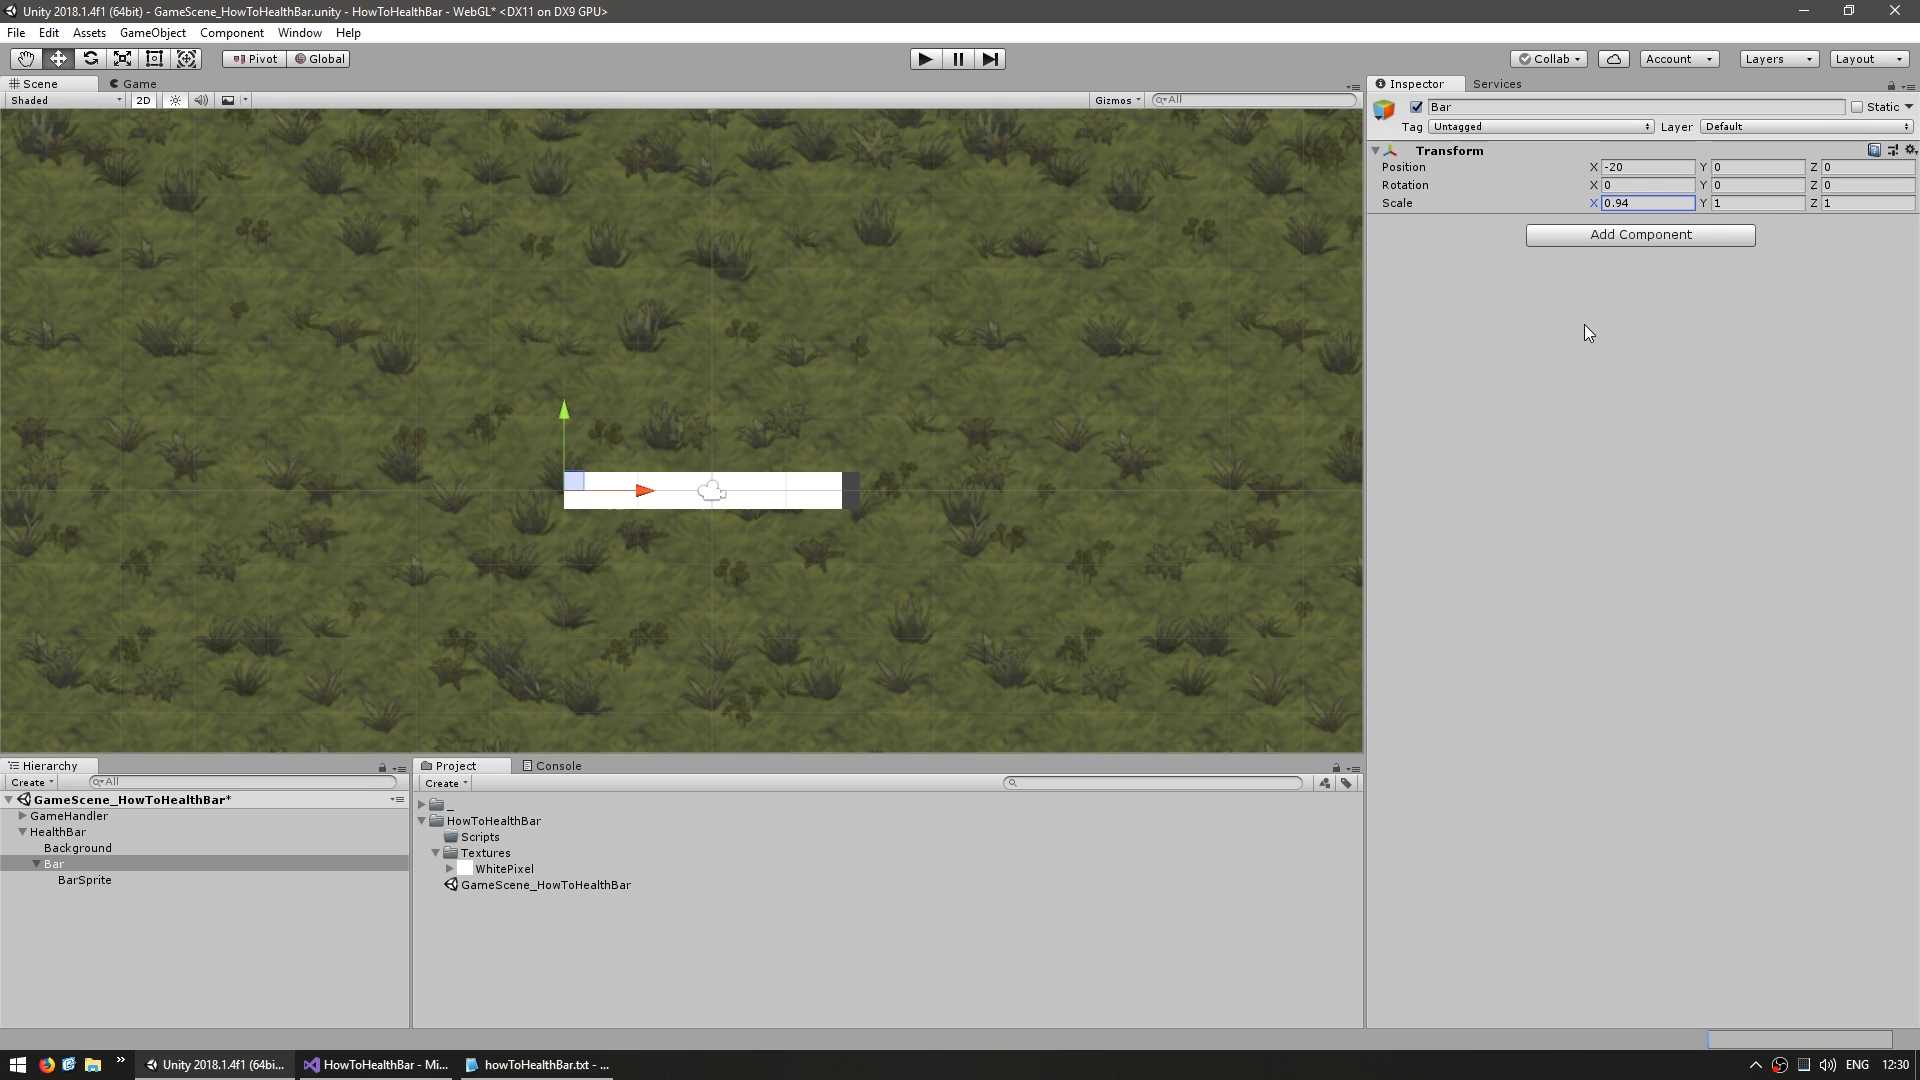 Unity 2018.1.4f1 (64bit) - GameScene_HowToHealthBar.unity - HowToHealthBar - WebGL* <DX11 on DX9 GPU>
File Edit Assets GameObject Component Window Help
Pivot Global Collab Account Layers Layout
Scene Game
Shaded 2D Gizmos All
Inspector Services
Bar Static
Tag Untagged Layer Default
Transform
Position X -20 Y 0 Z 0
Rotation X 0 Y 0 Z 0
Scale X 0.94 Y 1 Z 1
Add Component
Hierarchy
Create All
GameScene_HowToHealthBar*
GameHandler
HealthBar
Background
Bar
BarSprite
Project Console
Create
_
HowToHealthBar
Scripts
Textures
WhitePixel
GameScene_HowToHealthBar
Unity 2018.1.4f1 (64bi... HowToHealthBar - Mi... howToHealthBar.txt - ... ENG 12:30